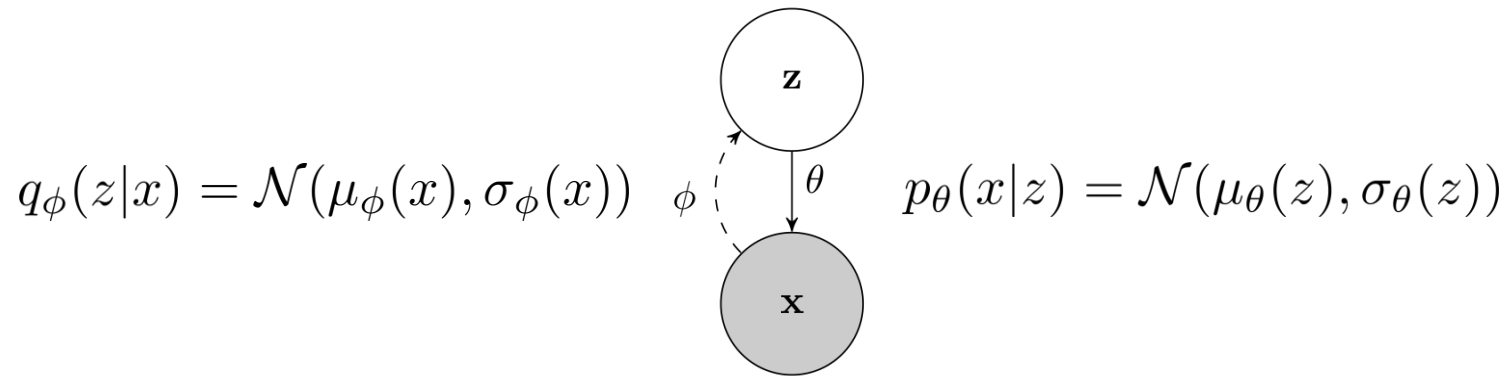 z
q_ϕ(z|x) = 𝒩(μ_ϕ(x), σ_ϕ(x))
ϕ
θ
p_θ(x|z) = 𝒩(μ_θ(z), σ_θ(z))
x